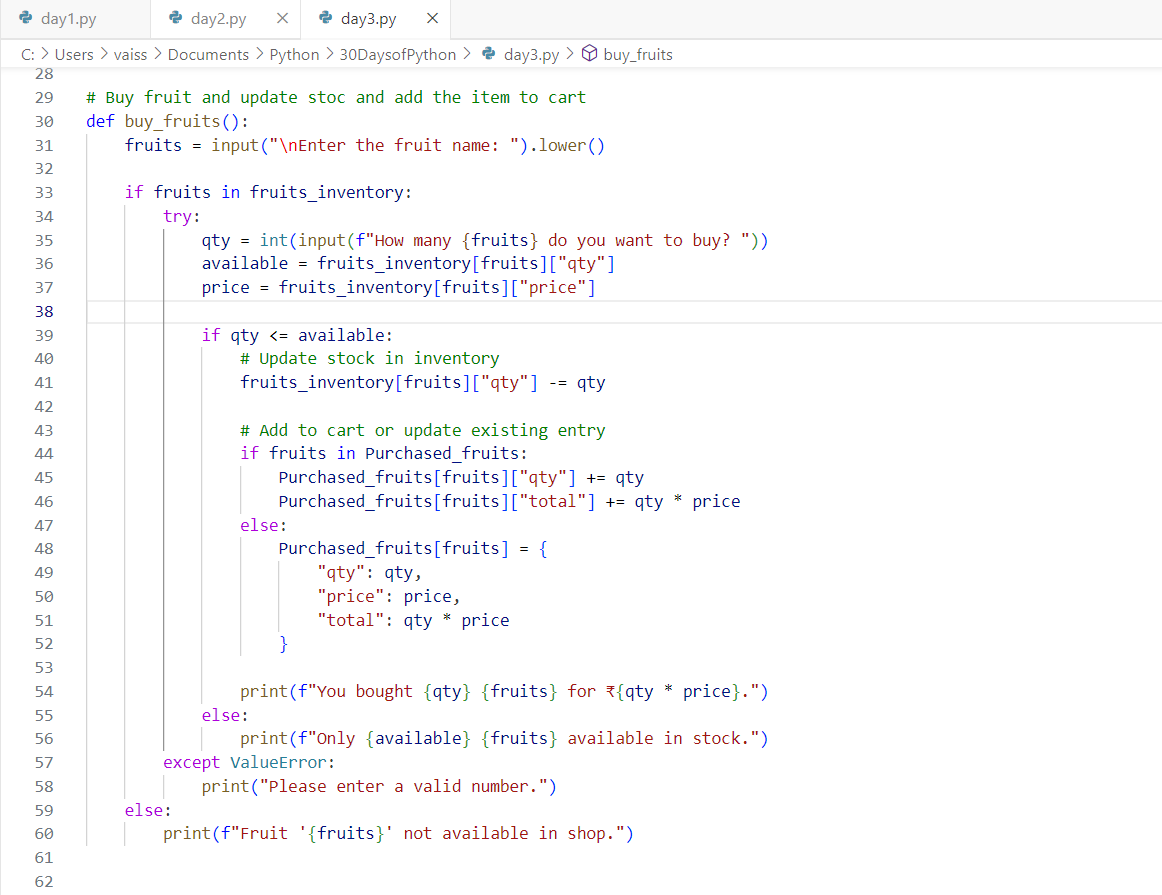 day1.py day2.py day3.py
C: > Users > vaiss > Documents > Python > 30DaysofPython > day3.py > buy_fruits
28
29 # Buy fruit and update stoc and add the item to cart
30 def buy_fruits():
31     fruits = input("\nEnter the fruit name: ").lower()
32
33     if fruits in fruits_inventory:
34         try:
35             qty = int(input(f"How many {fruits} do you want to buy? "))
36             available = fruits_inventory[fruits]["qty"]
37             price = fruits_inventory[fruits]["price"]
38
39             if qty <= available:
40                 # Update stock in inventory
41                 fruits_inventory[fruits]["qty"] -= qty
42
43                 # Add to cart or update existing entry
44                 if fruits in Purchased_fruits:
45                     Purchased_fruits[fruits]["qty"] += qty
46                     Purchased_fruits[fruits]["total"] += qty * price
47                 else:
48                     Purchased_fruits[fruits] = {
49                         "qty": qty,
50                         "price": price,
51                         "total": qty * price
52                     }
53
54                 print(f"You bought {qty} {fruits} for ₹{qty * price}.")
55             else:
56                 print(f"Only {available} {fruits} available in stock.")
57         except ValueError:
58             print("Please enter a valid number.")
59     else:
60         print(f"Fruit '{fruits}' not available in shop.")
61
62